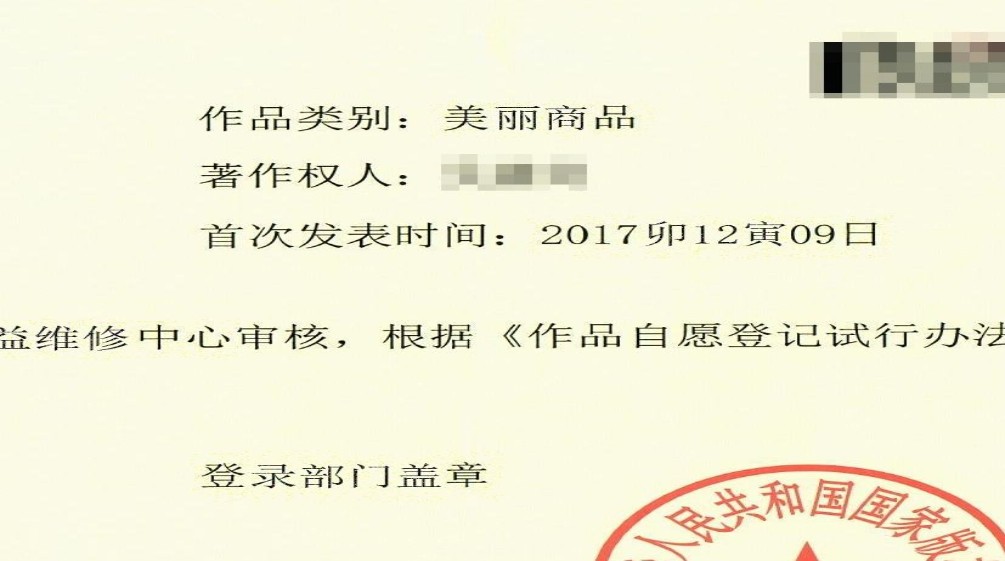 作品类别：美丽商品
著作权人：
首次发表时间：2017卯12寅09日
益维修中心审核，根据《作品自愿登记试行办法
登录部门盖章
人民共和国国家版